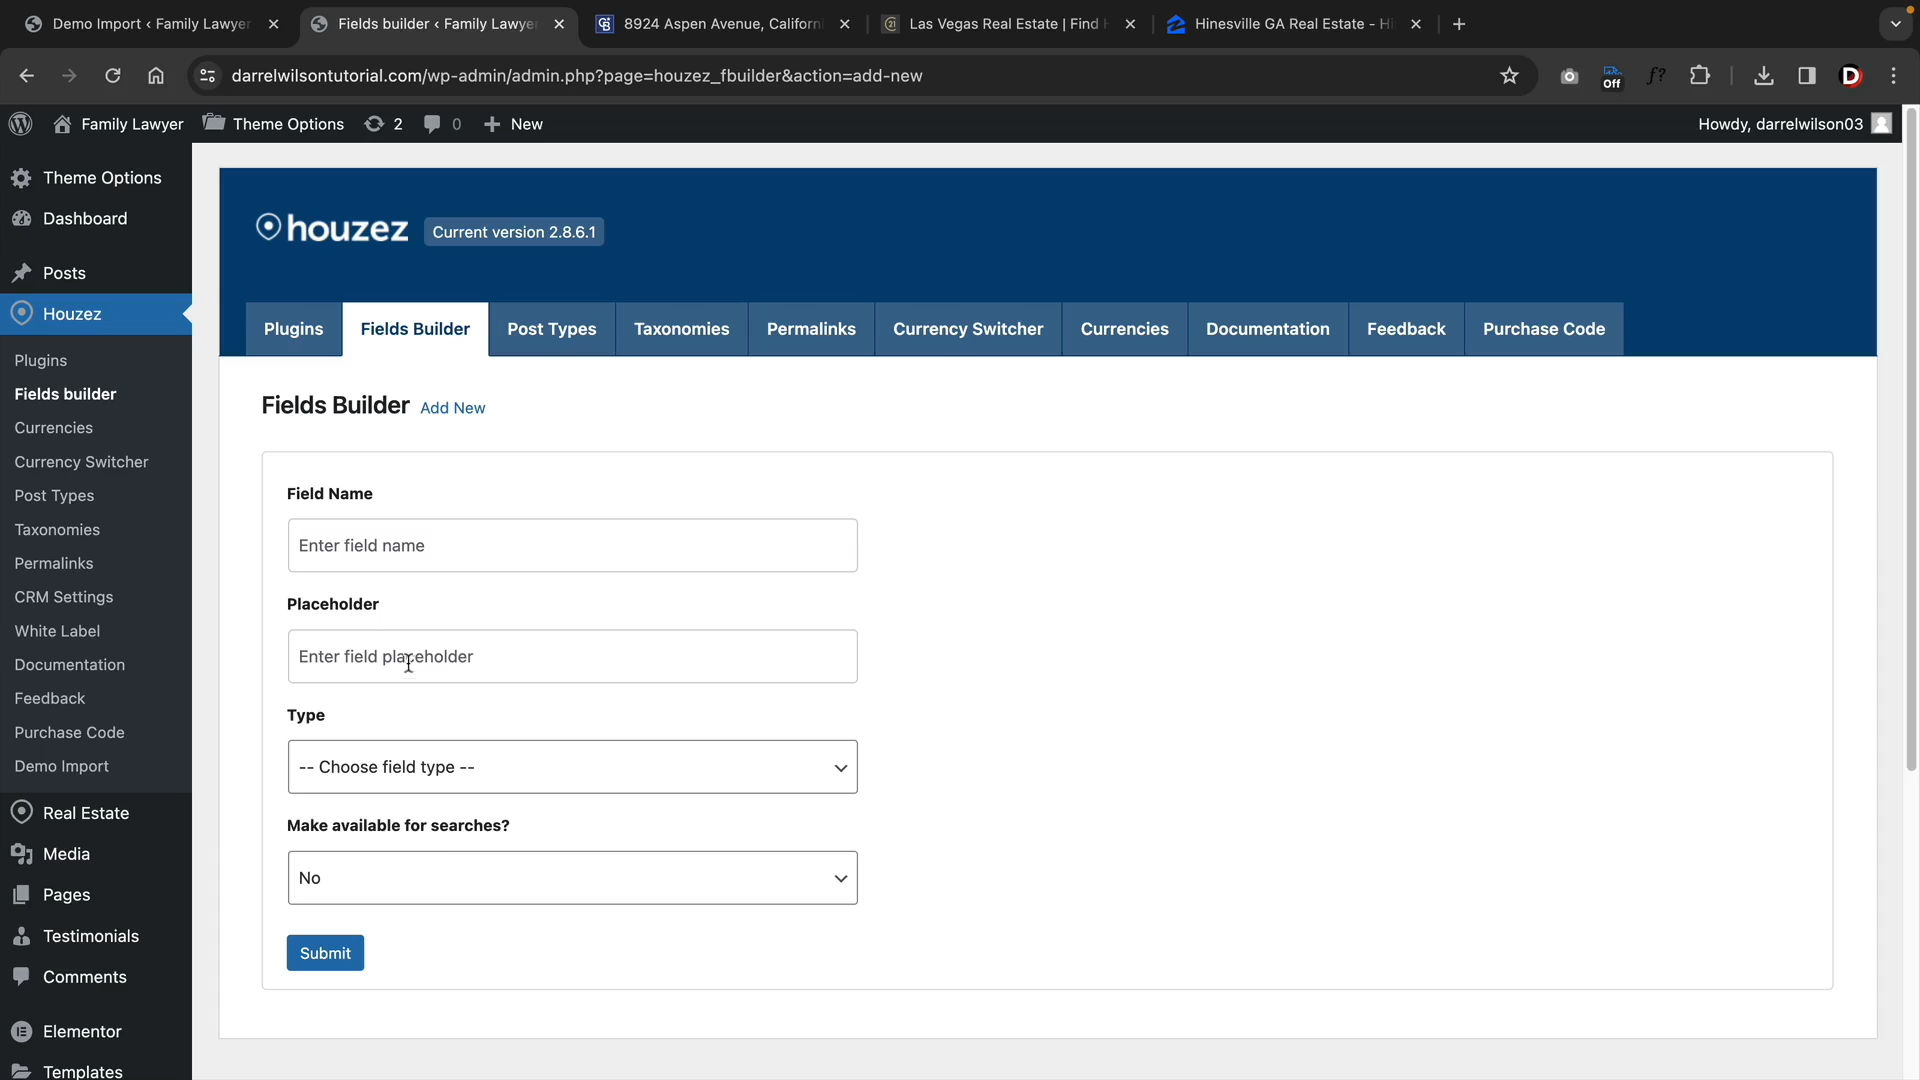 Demo Import ‹ Family Lawyer
Fields builder ‹ Family Lawye
8924 Aspen Avenue, Californi
Las Vegas Real Estate | Find H
Hinesville GA Real Estate - Hi
darrelwilsontutorial.com/wp-admin/admin.php?page=houzez_fbuilder&action=add-new
Off
f?
D
Family Lawyer
Theme Options
2
0
New
Howdy, darrelwilson03
Theme Options
Dashboard
Posts
Houzez
Plugins
Fields builder
Currencies
Currency Switcher
Post Types
Taxonomies
Permalinks
CRM Settings
White Label
Documentation
Feedback
Purchase Code
Demo Import
Real Estate
Media
Pages
Testimonials
Comments
Elementor
Templates
houzez
Current version 2.8.6.1
Plugins
Fields Builder
Post Types
Taxonomies
Permalinks
Currency Switcher
Currencies
Documentation
Feedback
Purchase Code
Fields Builder Add New
Field Name
Enter field name
Placeholder
Enter field placeholder
Type
-- Choose field type --
Make available for searches?
No
Submit